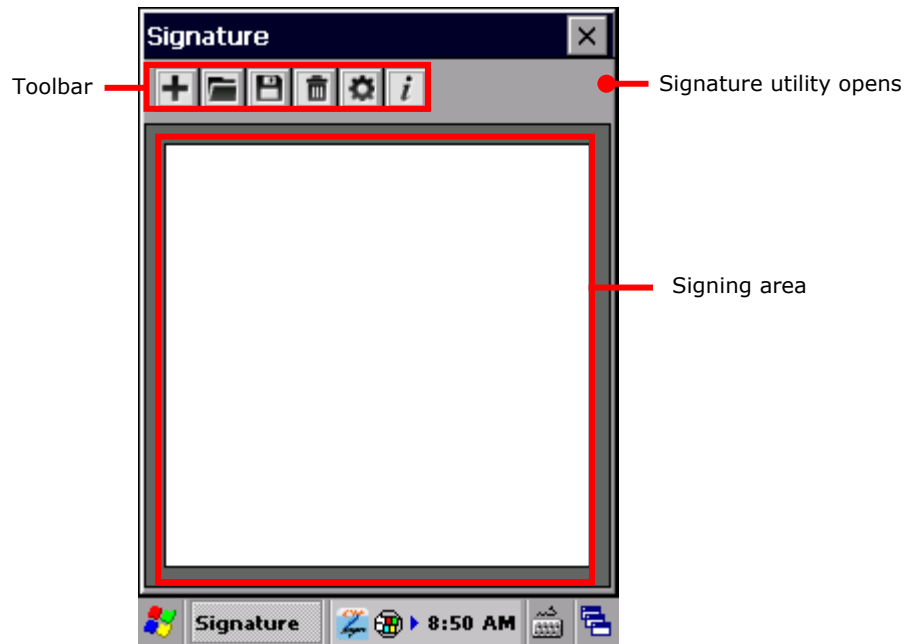 Signature
Toolbar
Signature utility opens
i
Signing area
Signature
8:50 AM